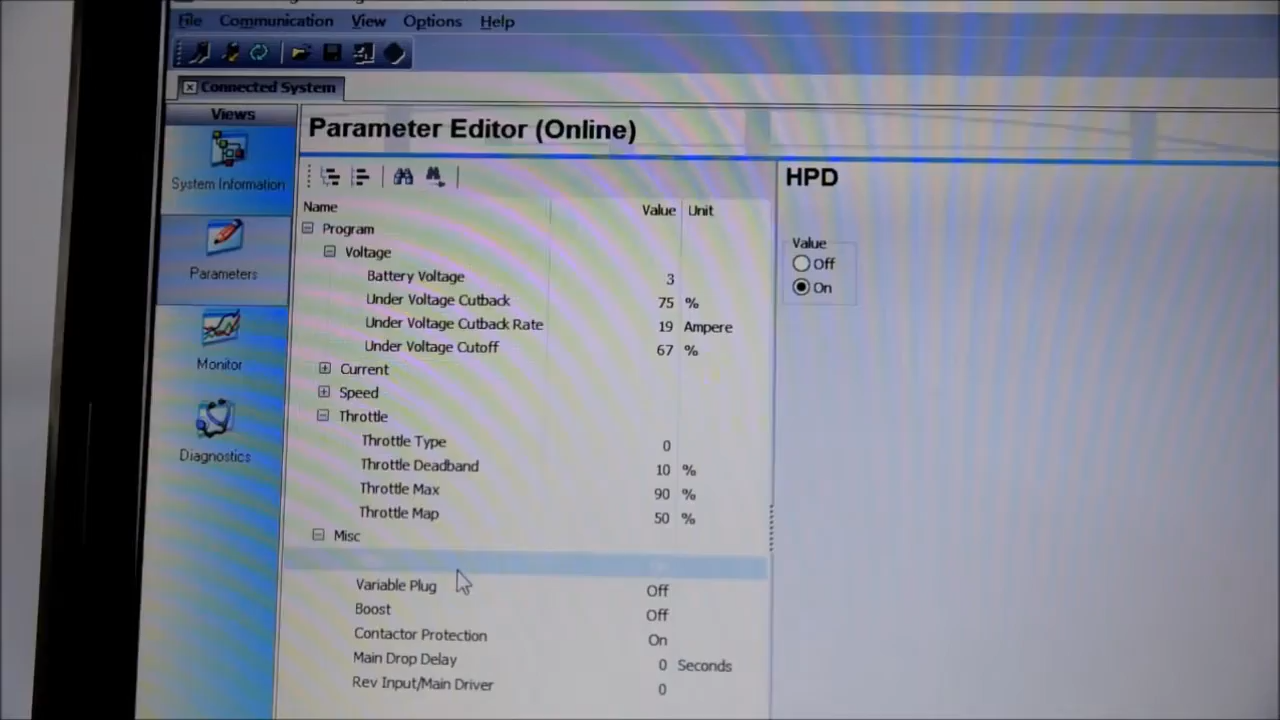 File Communication View Options Help
Connected System
Views
System Information
Parameters
Monitor
Diagnostics
Parameter Editor (Online)
Name Value Unit
Program
Voltage
Battery Voltage 3
Under Voltage Cutback 75 %
Under Voltage Cutback Rate 19 Ampere
Under Voltage Cutoff 67 %
Current
Speed
Throttle
Throttle Type 0
Throttle Deadband 10 %
Throttle Max 90 %
Throttle Map 50 %
Misc
Variable Plug Off
Boost Off
Contactor Protection On
Main Drop Delay 0 Seconds
Rev Input/Main Driver 0
HPD
Value
Off
On